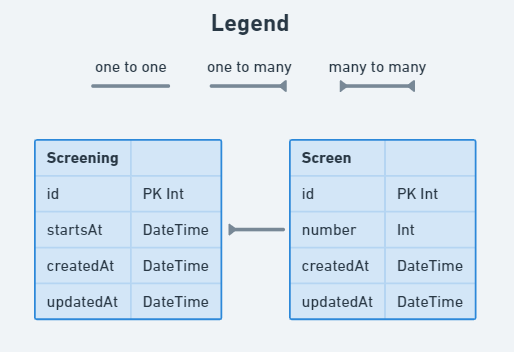 Legend
one to one one to many many to many
Screening
id PK Int
startsAt DateTime
createdAt DateTime
updatedAt DateTime
Screen
id PK Int
number Int
createdAt DateTime
updatedAt DateTime